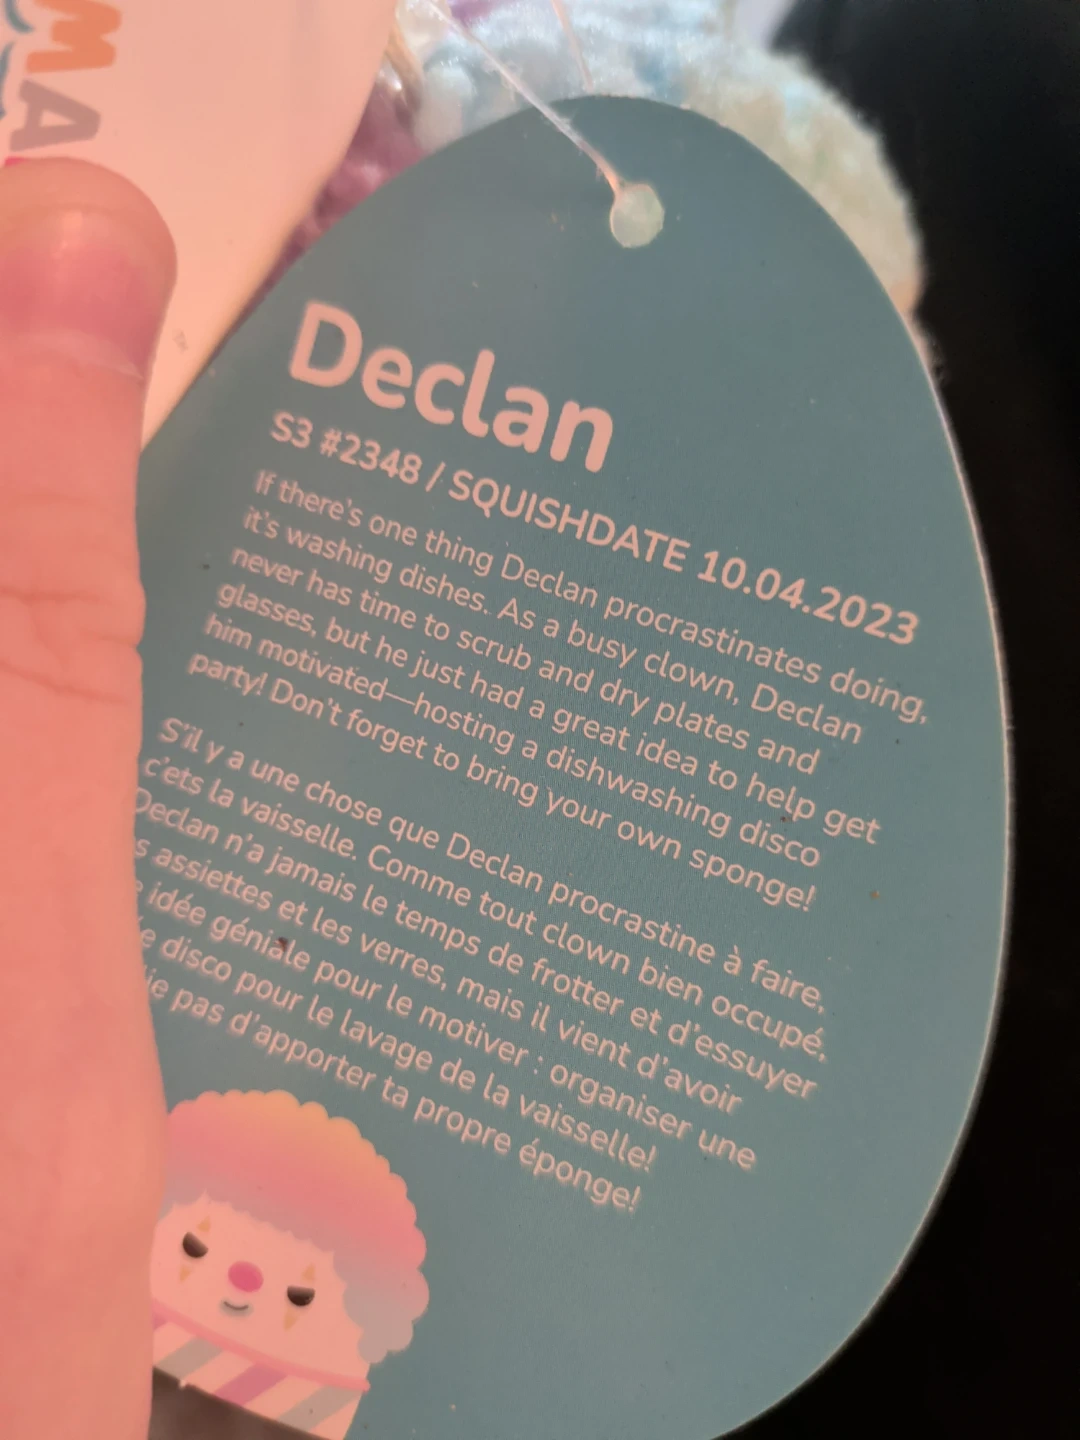 MA
Declan
S3 #2348 / SQUISHDATE 10.04.2023
If there's one thing Declan procrastinates doing,
it's washing dishes. As a busy clown, Declan
never has time to scrub and dry plates and
glasses, but he just had a great idea to help get
him motivated—hosting a dishwashing disco
party! Don't forget to bring your own sponge!
S'il y a une chose que Declan procrastine à faire,
c'ets la vaisselle. Comme tout clown bien occupé,
Declan n'a jamais le temps de frotter et d'essuyer
assiettes et les verres, mais il vient d'avoir
idée géniale pour le motiver : organiser une
disco pour le lavage de la vaisselle!
pas d'apporter ta propre éponge!